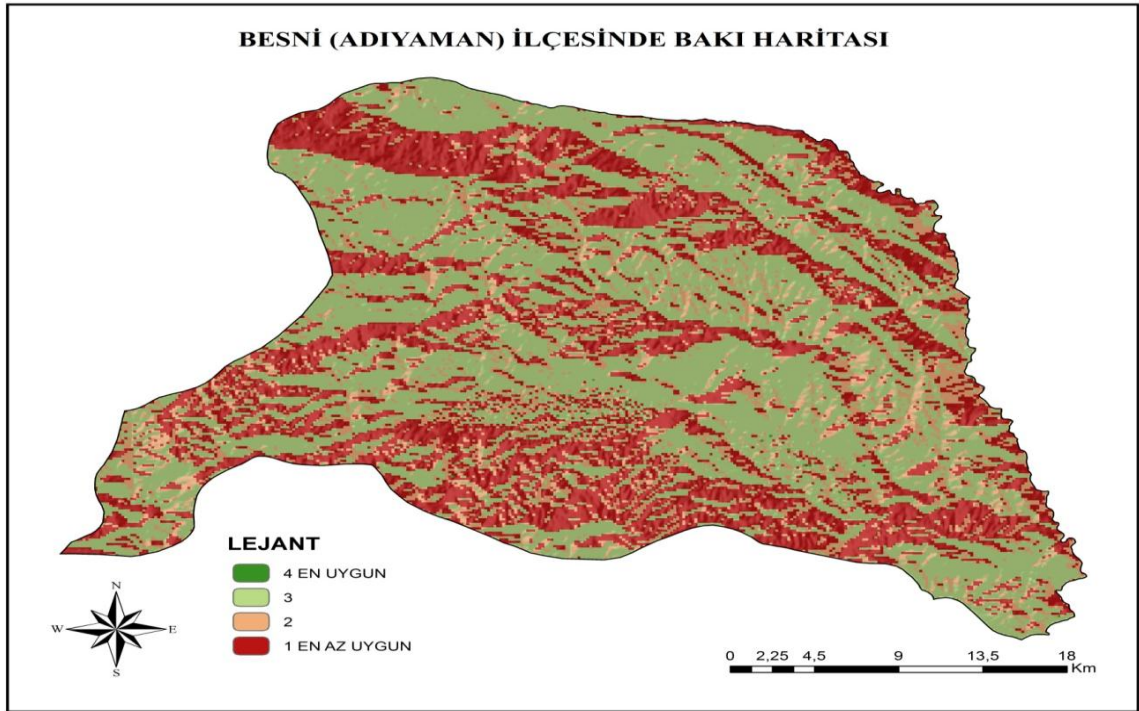 BESNİ (ADIYAMAN) İLÇESİNDE BAKI HARİTASI
LEJANT
4 EN UYGUN
3
2
1 EN AZ UYGUN
N
W E
S
0 2,25 4,5 9 13,5 18
Km